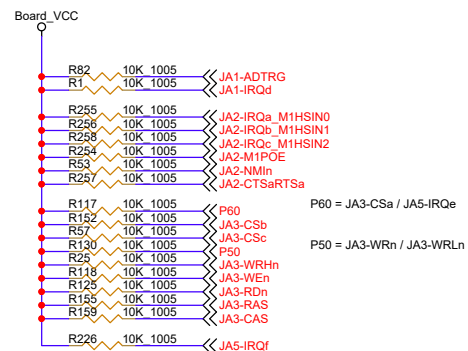 Board_VCC
R82 10K_1005 JA1-ADTRG
R1 10K_1005 JA1-IRQd
R255 10K_1005 JA2-IRQa_M1HSIN0
R256 10K_1005 JA2-IRQb_M1HSIN1
R258 10K_1005 JA2-IRQc_M1HSIN2
R254 10K_1005 JA2-M1POE
R53 10K_1005 JA2-NMIn
R257 10K_1005 JA2-CTSaRTSa
R117 10K_1005 P60 P60 = JA3-CSa / JA5-IRQe
R152 10K_1005 JA3-CSb
R57 10K_1005 JA3-CSc
R130 10K_1005 P50 P50 = JA3-WRn / JA3-WRLn
R25 10K_1005 JA3-WRHn
R118 10K_1005 JA3-WEn
R125 10K_1005 JA3-RDn
R155 10K_1005 JA3-RAS
R159 10K_1005 JA3-CAS
R226 10K_1005 JA5-IRQf